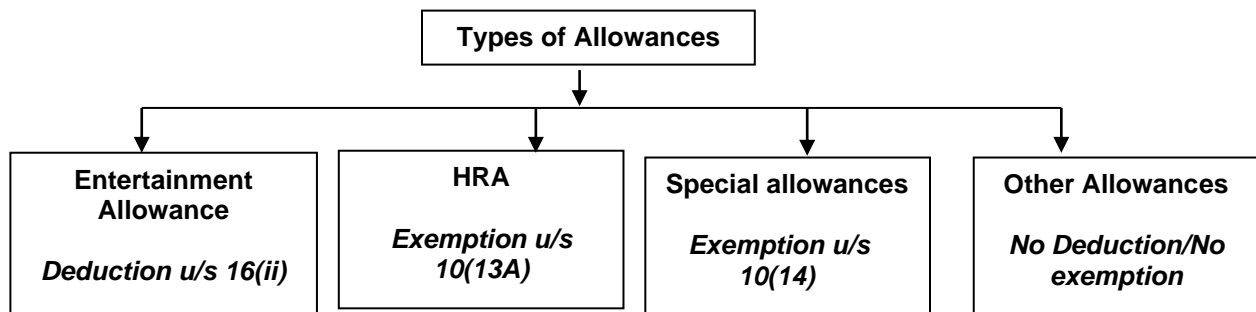 Types of Allowances
Entertainment
Allowance
Deduction u/s 16(ii)
HRA
Exemption u/s
10(13A)
Special allowances
Exemption u/s
10(14)
Other Allowances
No Deduction/No
exemption